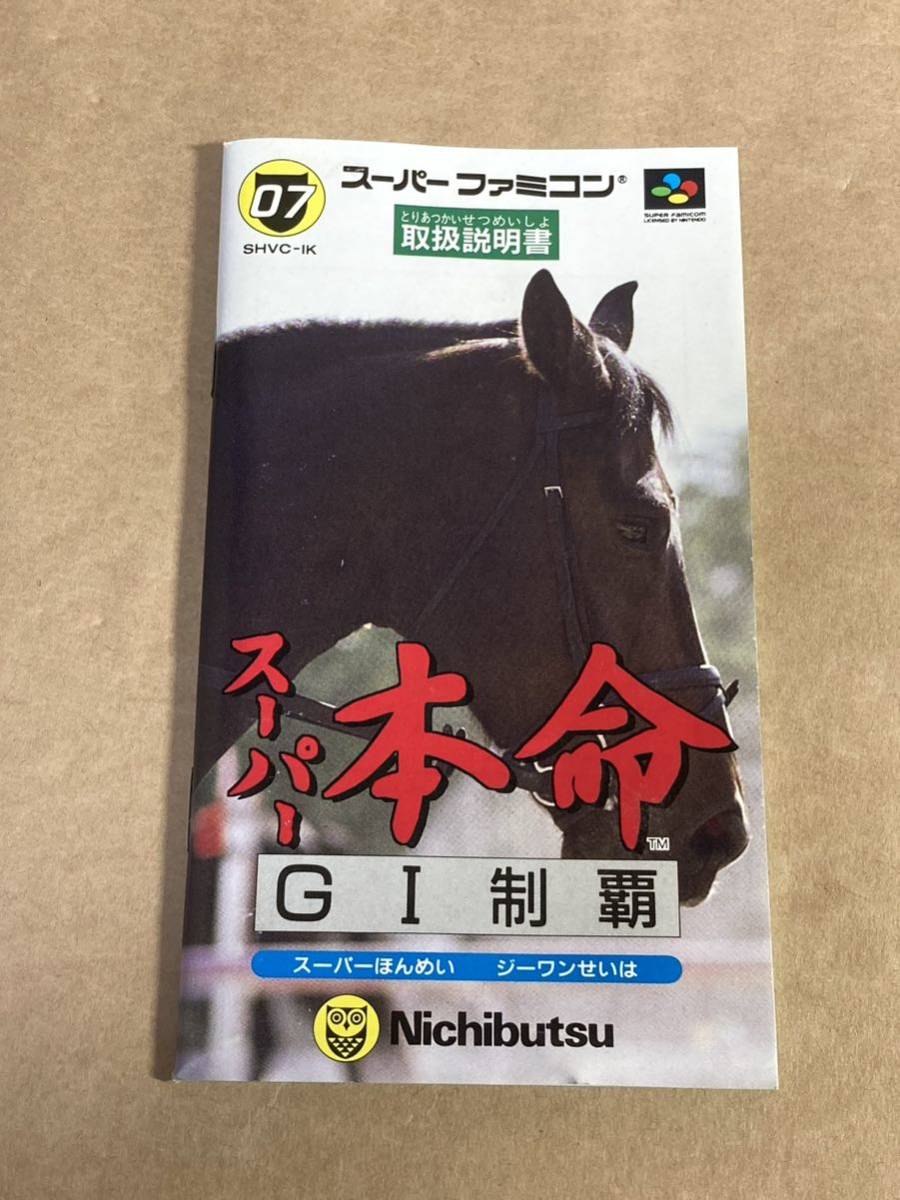 07
SHVC-IK
スーパーファミコン®
とりあつかいせつめいしょ
取扱説明書
SUPER FAMICOM
LICENSED BY NINTENDO
スーパー本命
TM
GI制覇
スーパーほんめい ジーワンせいは
Nichibutsu